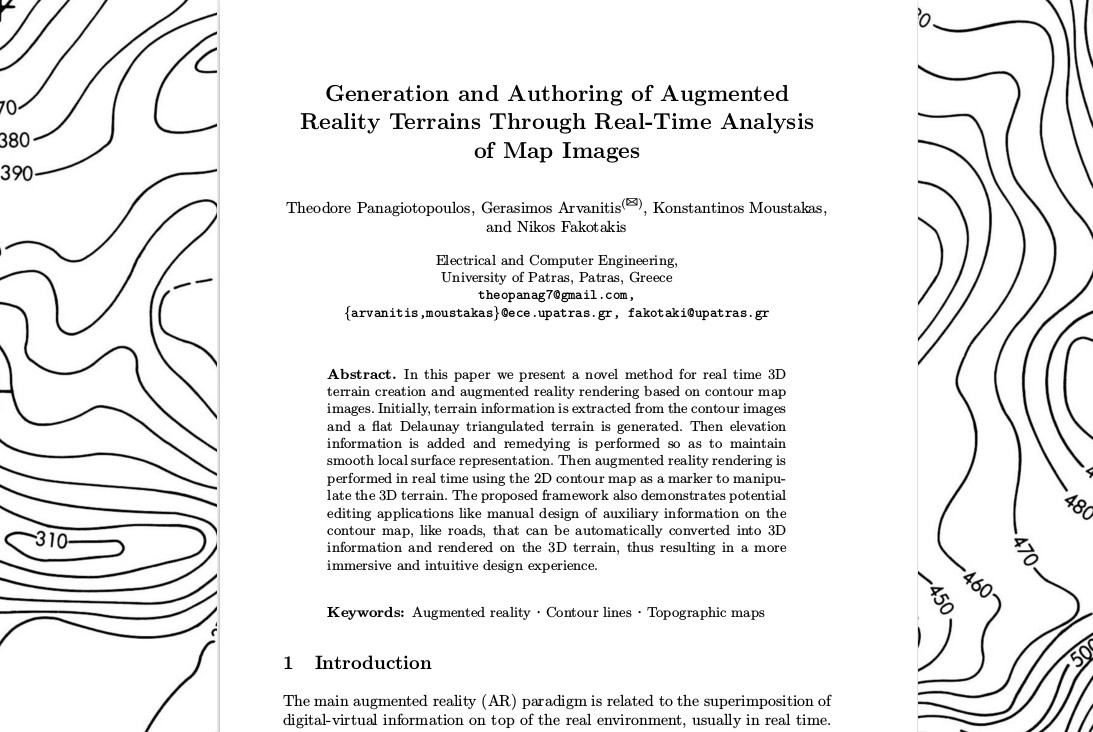 70
380
390
310
Generation and Authoring of Augmented
Reality Terrains Through Real-Time Analysis
of Map Images
Theodore Panagiotopoulos, Gerasimos Arvanitis(✉), Konstantinos Moustakas,
and Nikos Fakotakis
Electrical and Computer Engineering,
University of Patras, Patras, Greece
theopanag7@gmail.com,
{arvanitis,moustakas}@ece.upatras.gr, fakotaki@upatras.gr
Abstract. In this paper we present a novel method for real time 3D
terrain creation and augmented reality rendering based on contour map
images. Initially, terrain information is extracted from the contour images
and a flat Delaunay triangulated terrain is generated. Then elevation
information is added and remedying is performed so as to maintain
smooth local surface representation. Then augmented reality rendering is
performed in real time using the 2D contour map as a marker to manipu-
late the 3D terrain. The proposed framework also demonstrates potential
editing applications like manual design of auxiliary information on the
contour map, like roads, that can be automatically converted into 3D
information and rendered on the 3D terrain, thus resulting in a more
immersive and intuitive design experience.
Keywords: Augmented reality · Contour lines · Topographic maps
1 Introduction
The main augmented reality (AR) paradigm is related to the superimposition of
digital-virtual information on top of the real environment, usually in real time.
480
470
460
450